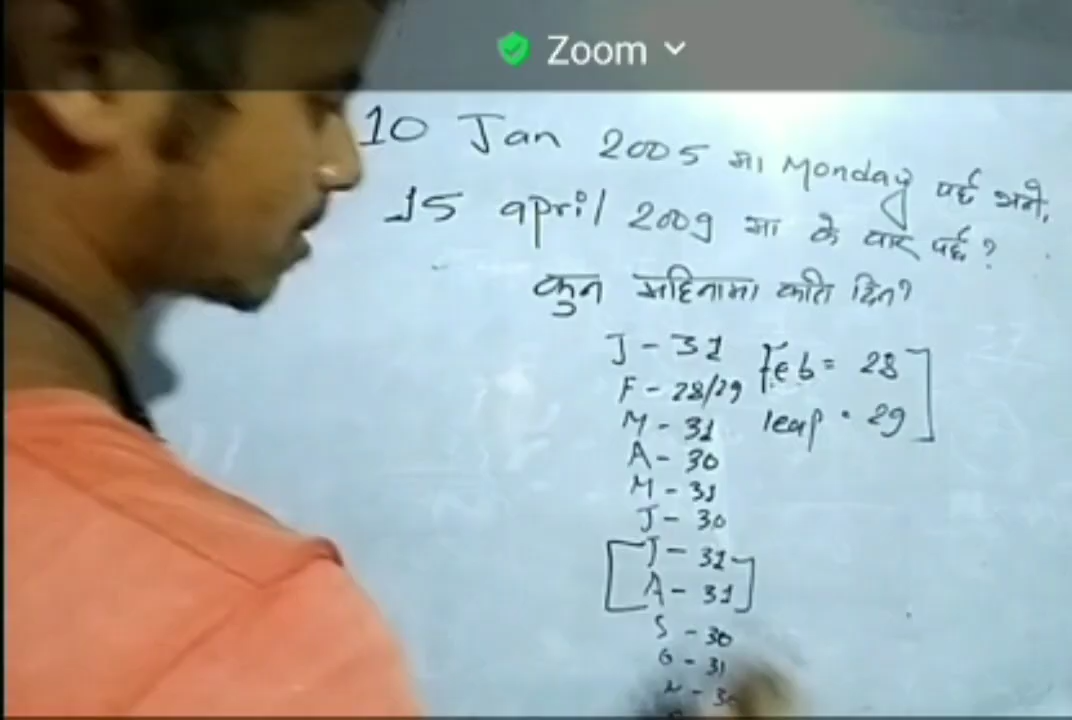 Zoom
10 Jan 2005 मा Monday पर्छ भने,
15 april 2009 मा के वार पर्छ?
कुन महिनामा कति दिन?
J - 31
F - 28/29
M - 31
A - 30
M - 31
J - 30
J - 31
A - 31
S - 30
O - 31
N - 30
Feb = 28
leap = 29